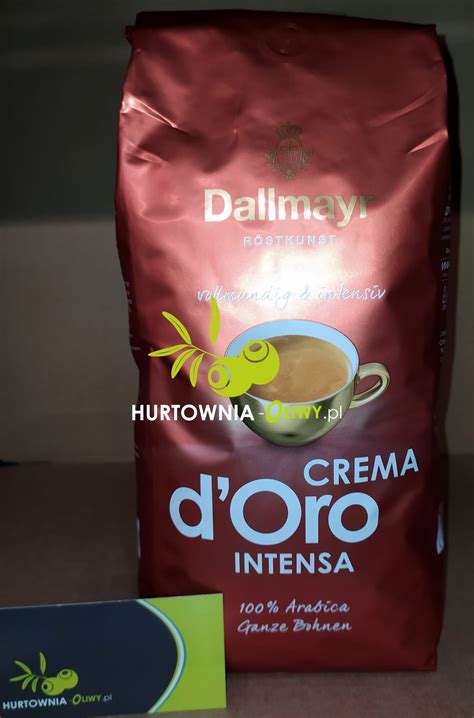 Dallmayr
RÖSTKUNST
vollmundig & intensiv
HURTOWNIA-OLIWY.pl
CREMA
d'Oro
INTENSA
100% Arabica
Ganze Bohnen
HURTOWNIA-OLIWY.pl